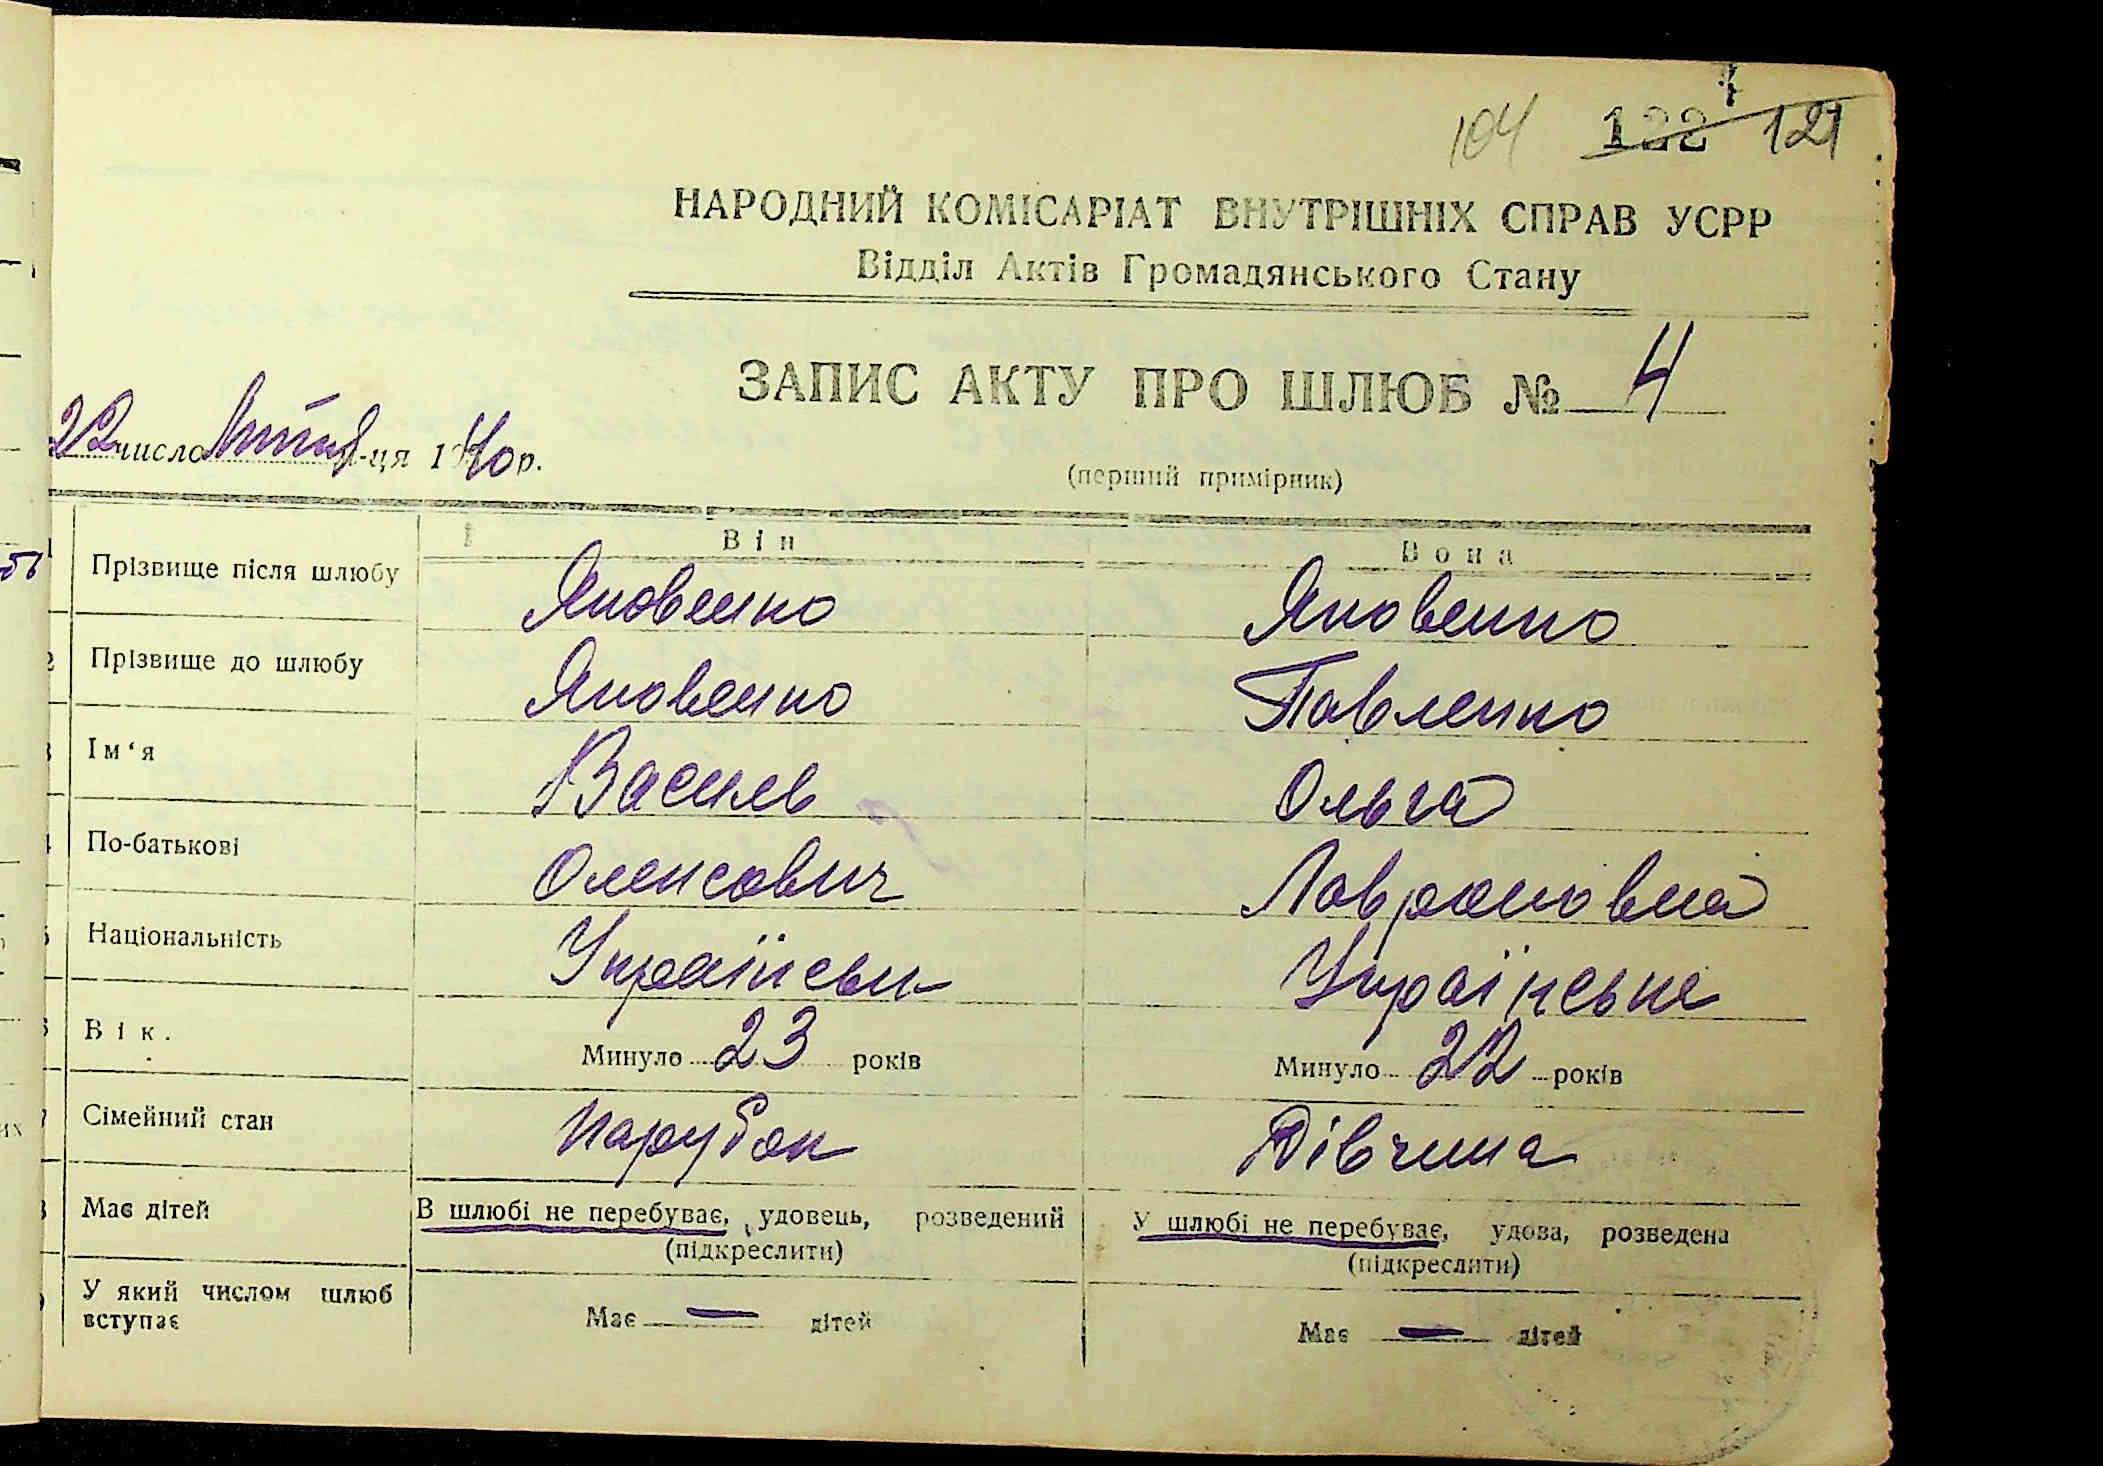 104 122 121
НАРОДНИЙ КОМІСАРІАТ ВНУТРІШНІХ СПРАВ УСРР
Відділ Актів Громадянського Стану
ЗАПИС АКТУ ПРО ШЛЮБ № 4
22 число лютня м-ця 1940 р.
(перший примірник)
Він Вона
Прізвище після шлюбу Яковенко Яковенко
Прізвище до шлюбу Яковенко Павленко
Ім‘я Василь Ольга
По-батькові Олексович Лавроновна
Національність Українськ Українське
Вік. Минуло 23 років Минуло 22 років
Сімейний стан парубок Дівчина
Має дітей В шлюбі не перебуває, удовець, розведений У шлюбі не перебуває, удова, розведена
(підкреслити) (підкреслити)
У який числом шлюб вступає Має — дітей Має — дітей